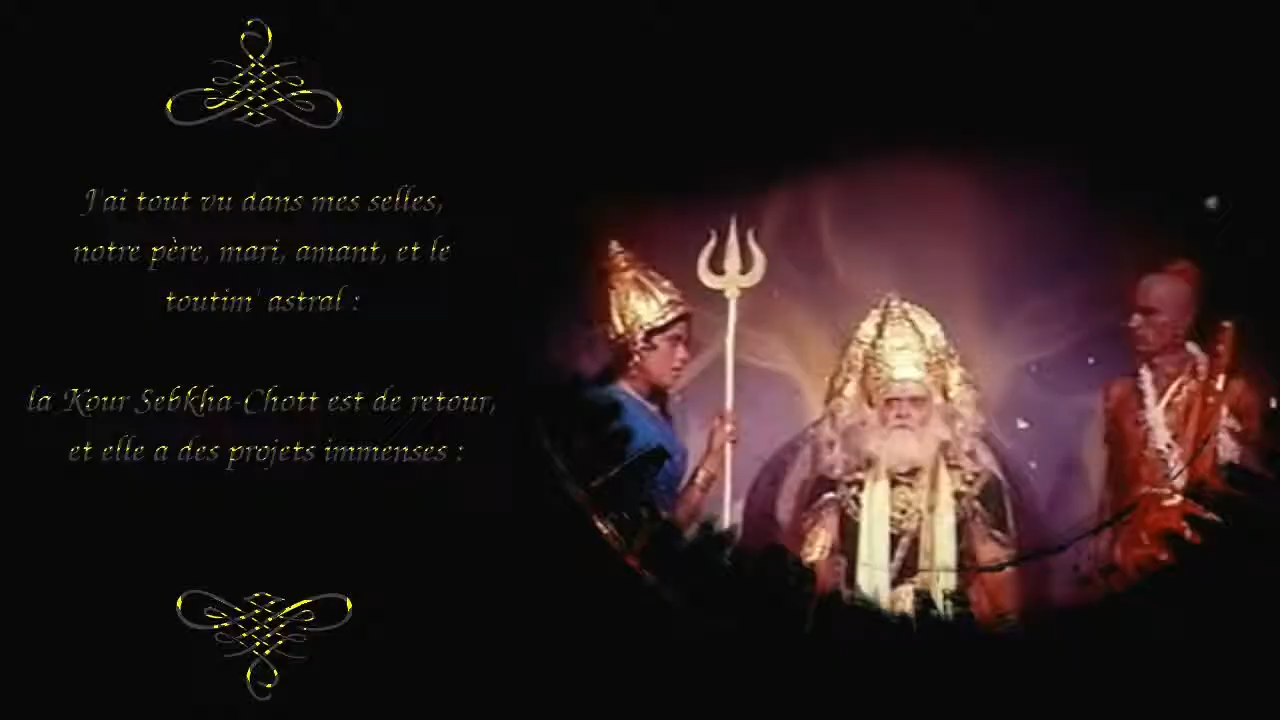 J'ai tout vu dans mes selles,
notre père, mari, amant, et le
toutim' astral :
la Kour Sebkha-Chott est de retour,
et elle a des projets immenses :